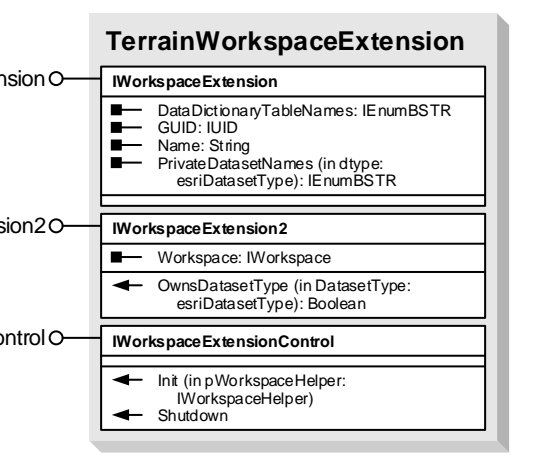 TerrainWorkspaceExtension
nsion
IWorkspaceExtension
DataDictionaryTableNames: IEnumBSTR
GUID: IUID
Name: String
PrivateDatasetNames (in dtype:
esriDatasetType): IEnumBSTR
sion2
IWorkspaceExtension2
Workspace: IWorkspace
OwnsDatasetType (in DatasetType:
esriDatasetType): Boolean
ontrol
IWorkspaceExtensionControl
Init (in pWorkspaceHelper:
IWorkspaceHelper)
Shutdown